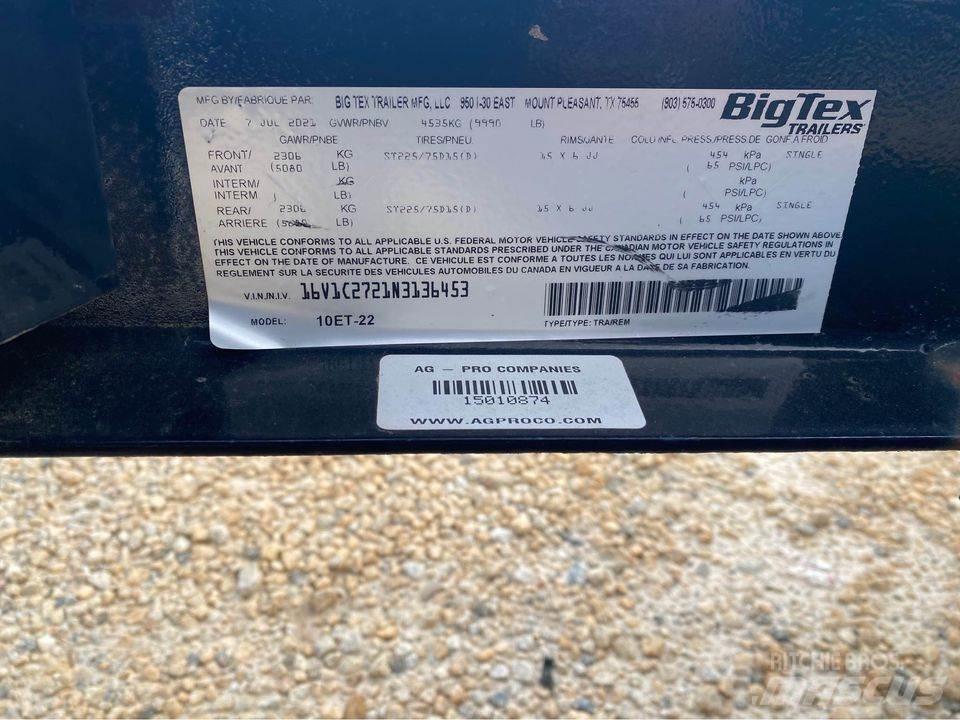 MFG BY/FABRIQUE PAR: BIG TEX TRAILER MFG, LLC 950 I-30 EAST MOUNT PLEASANT, TX 75455 (903) 575-0300
BigTex
TRAILERS
DATE 7 JUL 2021 GVWR/PNBV 4535KG (9990 LB)
GAWR/PNBE TIRES/PNEU RIMSUANTE COLD INFL PRESS/PRESS DE GONF A FROID
FRONT/ 2306 KG ST225/75D15(D) 15 X 6 JJ 454 kPa SINGLE
AVANT (5080 LB) ( 65 PSI/LPC)
INTERM/ KG kPa
INTERM ( LB) ( PSI/LPC)
REAR/ 2306 KG ST225/75D15(D) 15 X 6 JJ 454 kPa SINGLE
ARRIERE (5080 LB) ( 65 PSI/LPC)
THIS VEHICLE CONFORMS TO ALL APPLICABLE U.S. FEDERAL MOTOR VEHICLE SAFETY STANDARDS IN EFFECT ON THE DATE SHOWN ABOVE
THIS VEHICLE CONFORMS TO ALL APPLICABLE STANDARDS PRESCRIBED UNDER THE CANADIAN MOTOR VEHICLE SAFETY REGULATIONS IN
EFFECT ON THE DATE OF MANUFACTURE. CE VEHICULE EST CONFORME A TOUTES LES NORMES QUI LUI SONT APPLICABLES EN VERTU DU
REGLEMENT SUR LA SECURITE DES VEHICULES AUTOMOBILES DU CANADA EN VIGUEUR A LA DATE DE SA FABRICATION.
V.I.N./N.I.V. 16V1C2721N3136453
MODEL: 10ET-22 TYPE/TYPE: TRA/REM
AG - PRO COMPANIES
15010874
WWW.AGPROCO.COM
RITCHIE BROS.
MASCUS